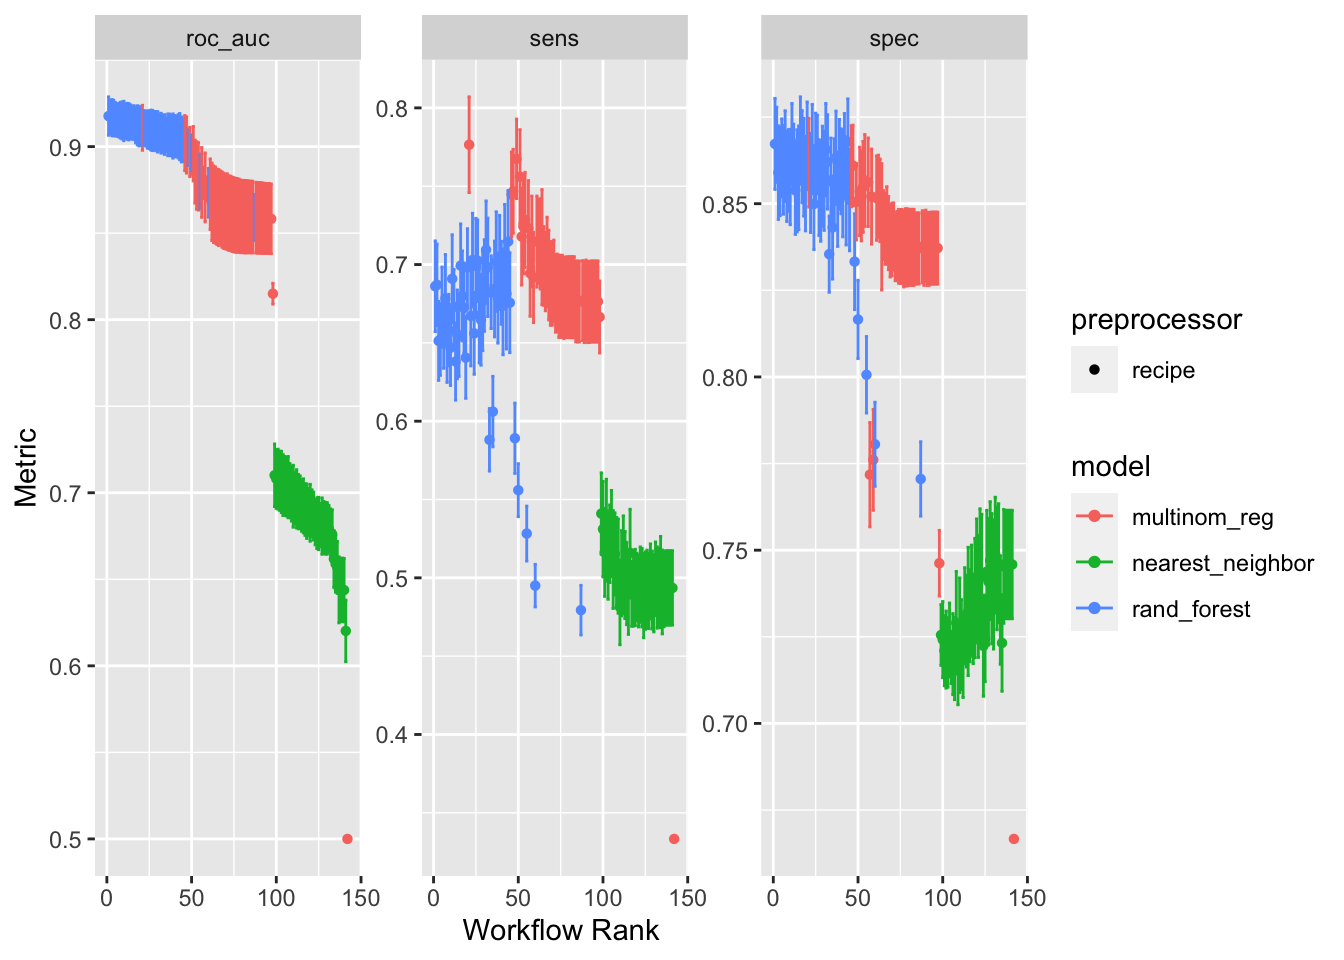 roc_auc
sens
spec
0.9
0.8
0.7
0.6
0.5
0.8
0.7
0.6
0.5
0.4
0.85
0.80
0.75
0.70
0 50 100 150
0 50 100 150
0 50 100 150
Metric
Workflow Rank
preprocessor
recipe
model
multinom_reg
nearest_neighbor
rand_forest